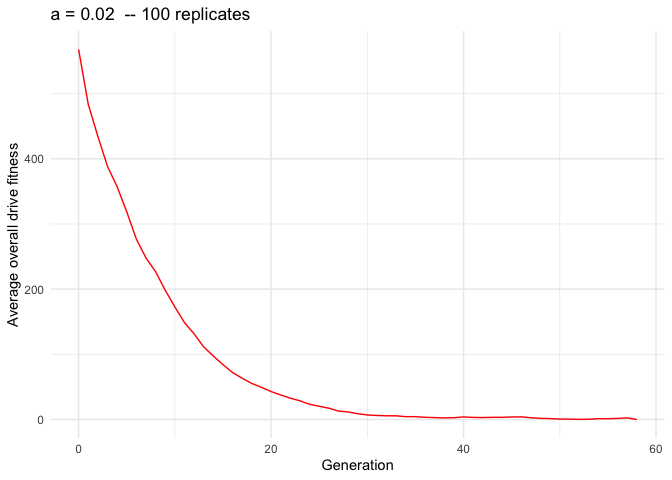 a = 0.02  -- 100 replicates
Average overall drive fitness
400
200
0
0
20
40
60
Generation